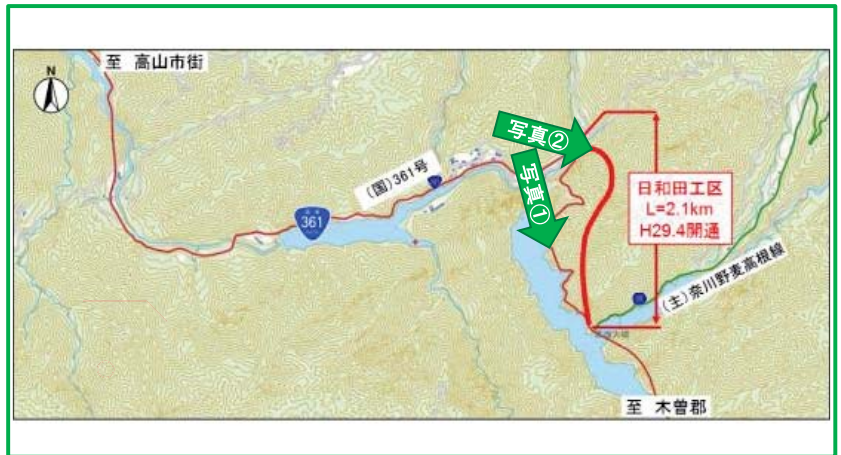 至 高山市街
N
写真②
写真①
(国)361号
361
日和田工区
L=2.1km
H29.4開通
(主)奈川野麦高根線
至 木曽郡